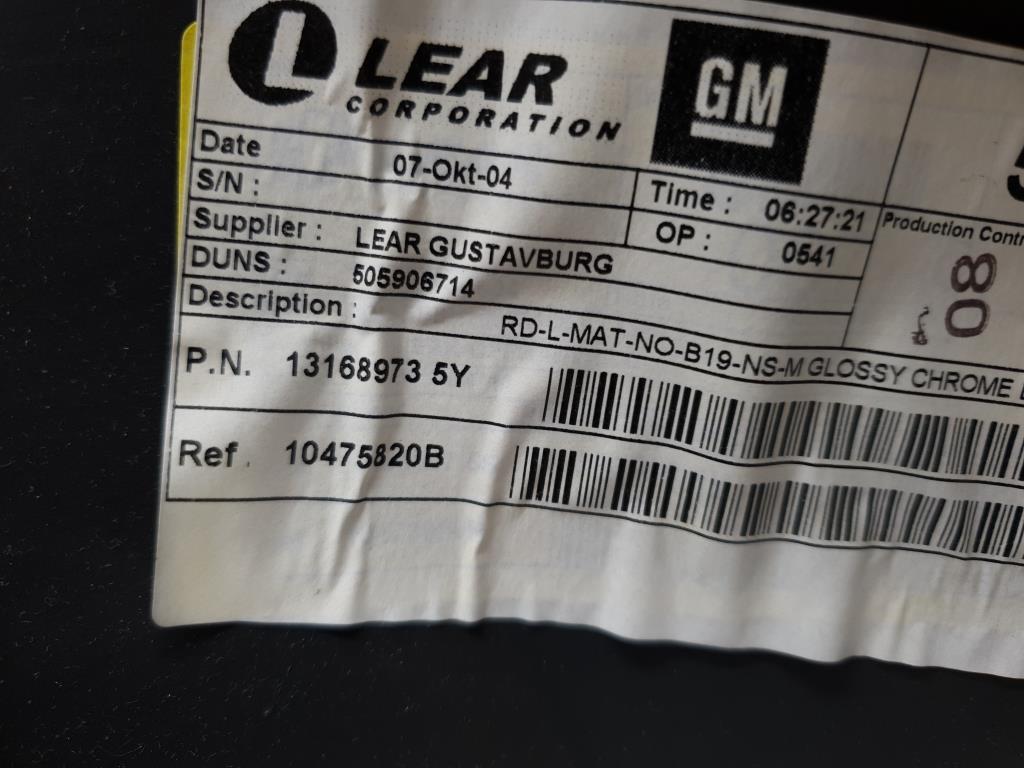 L LEAR
CORPORATION
GM
Date 07-Okt-04
Time : 06:27:21
S/N :
OP : 0541
Supplier : LEAR GUSTAVBURG
DUNS : 505906714
Production Contr
08
Description : RD-L-MAT-NO-B19-NS-M GLOSSY CHROME
P.N. 13168973 5Y
Ref. 10475820B